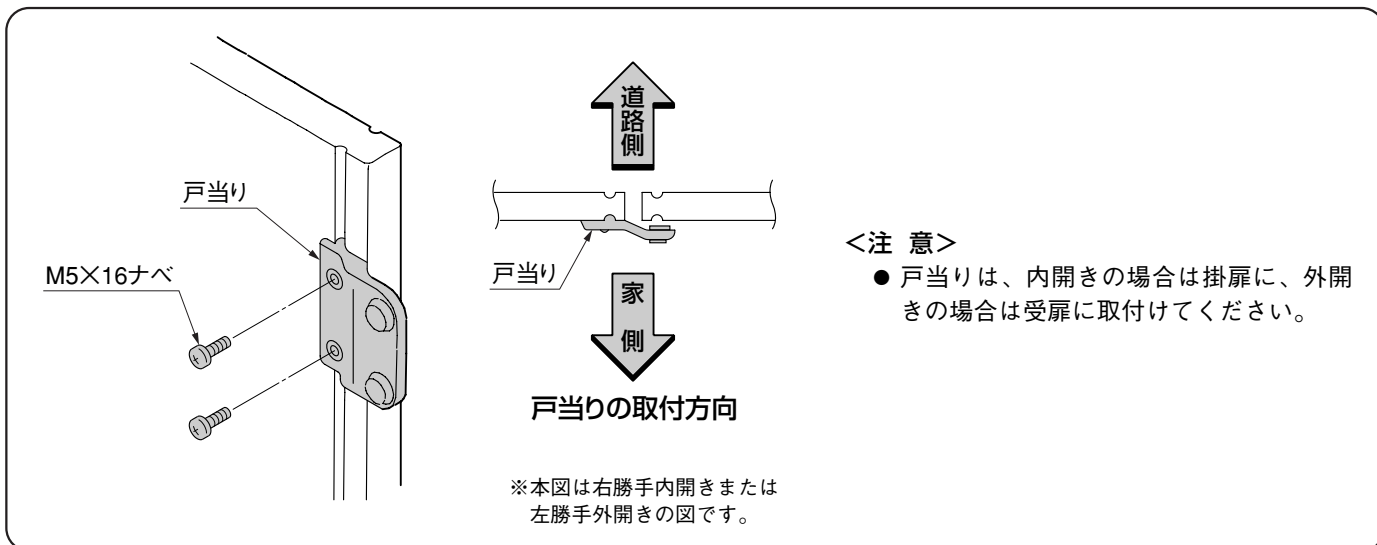 戸当り
M5×16ナベ
道路側
戸当り
家側
戸当りの取付方向
※本図は右勝手内開きまたは
左勝手外開きの図です。
＜注 意＞
● 戸当りは、内開きの場合は掛扉に、外開
きの場合は受扉に取付けてください。